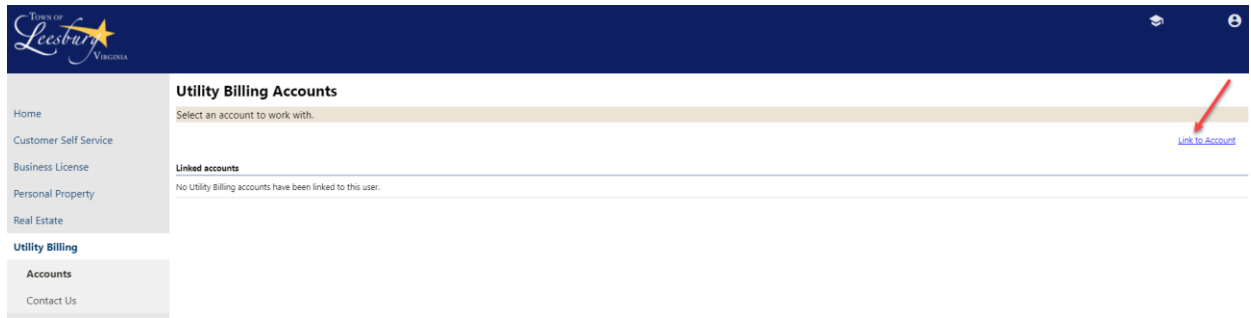 TOWN OF
Leesburg
VIRGINIA
Home
Customer Self Service
Business License
Personal Property
Real Estate
Utility Billing
Accounts
Contact Us
Utility Billing Accounts
Select an account to work with.
Link to Account
Linked accounts
No Utility Billing accounts have been linked to this user.